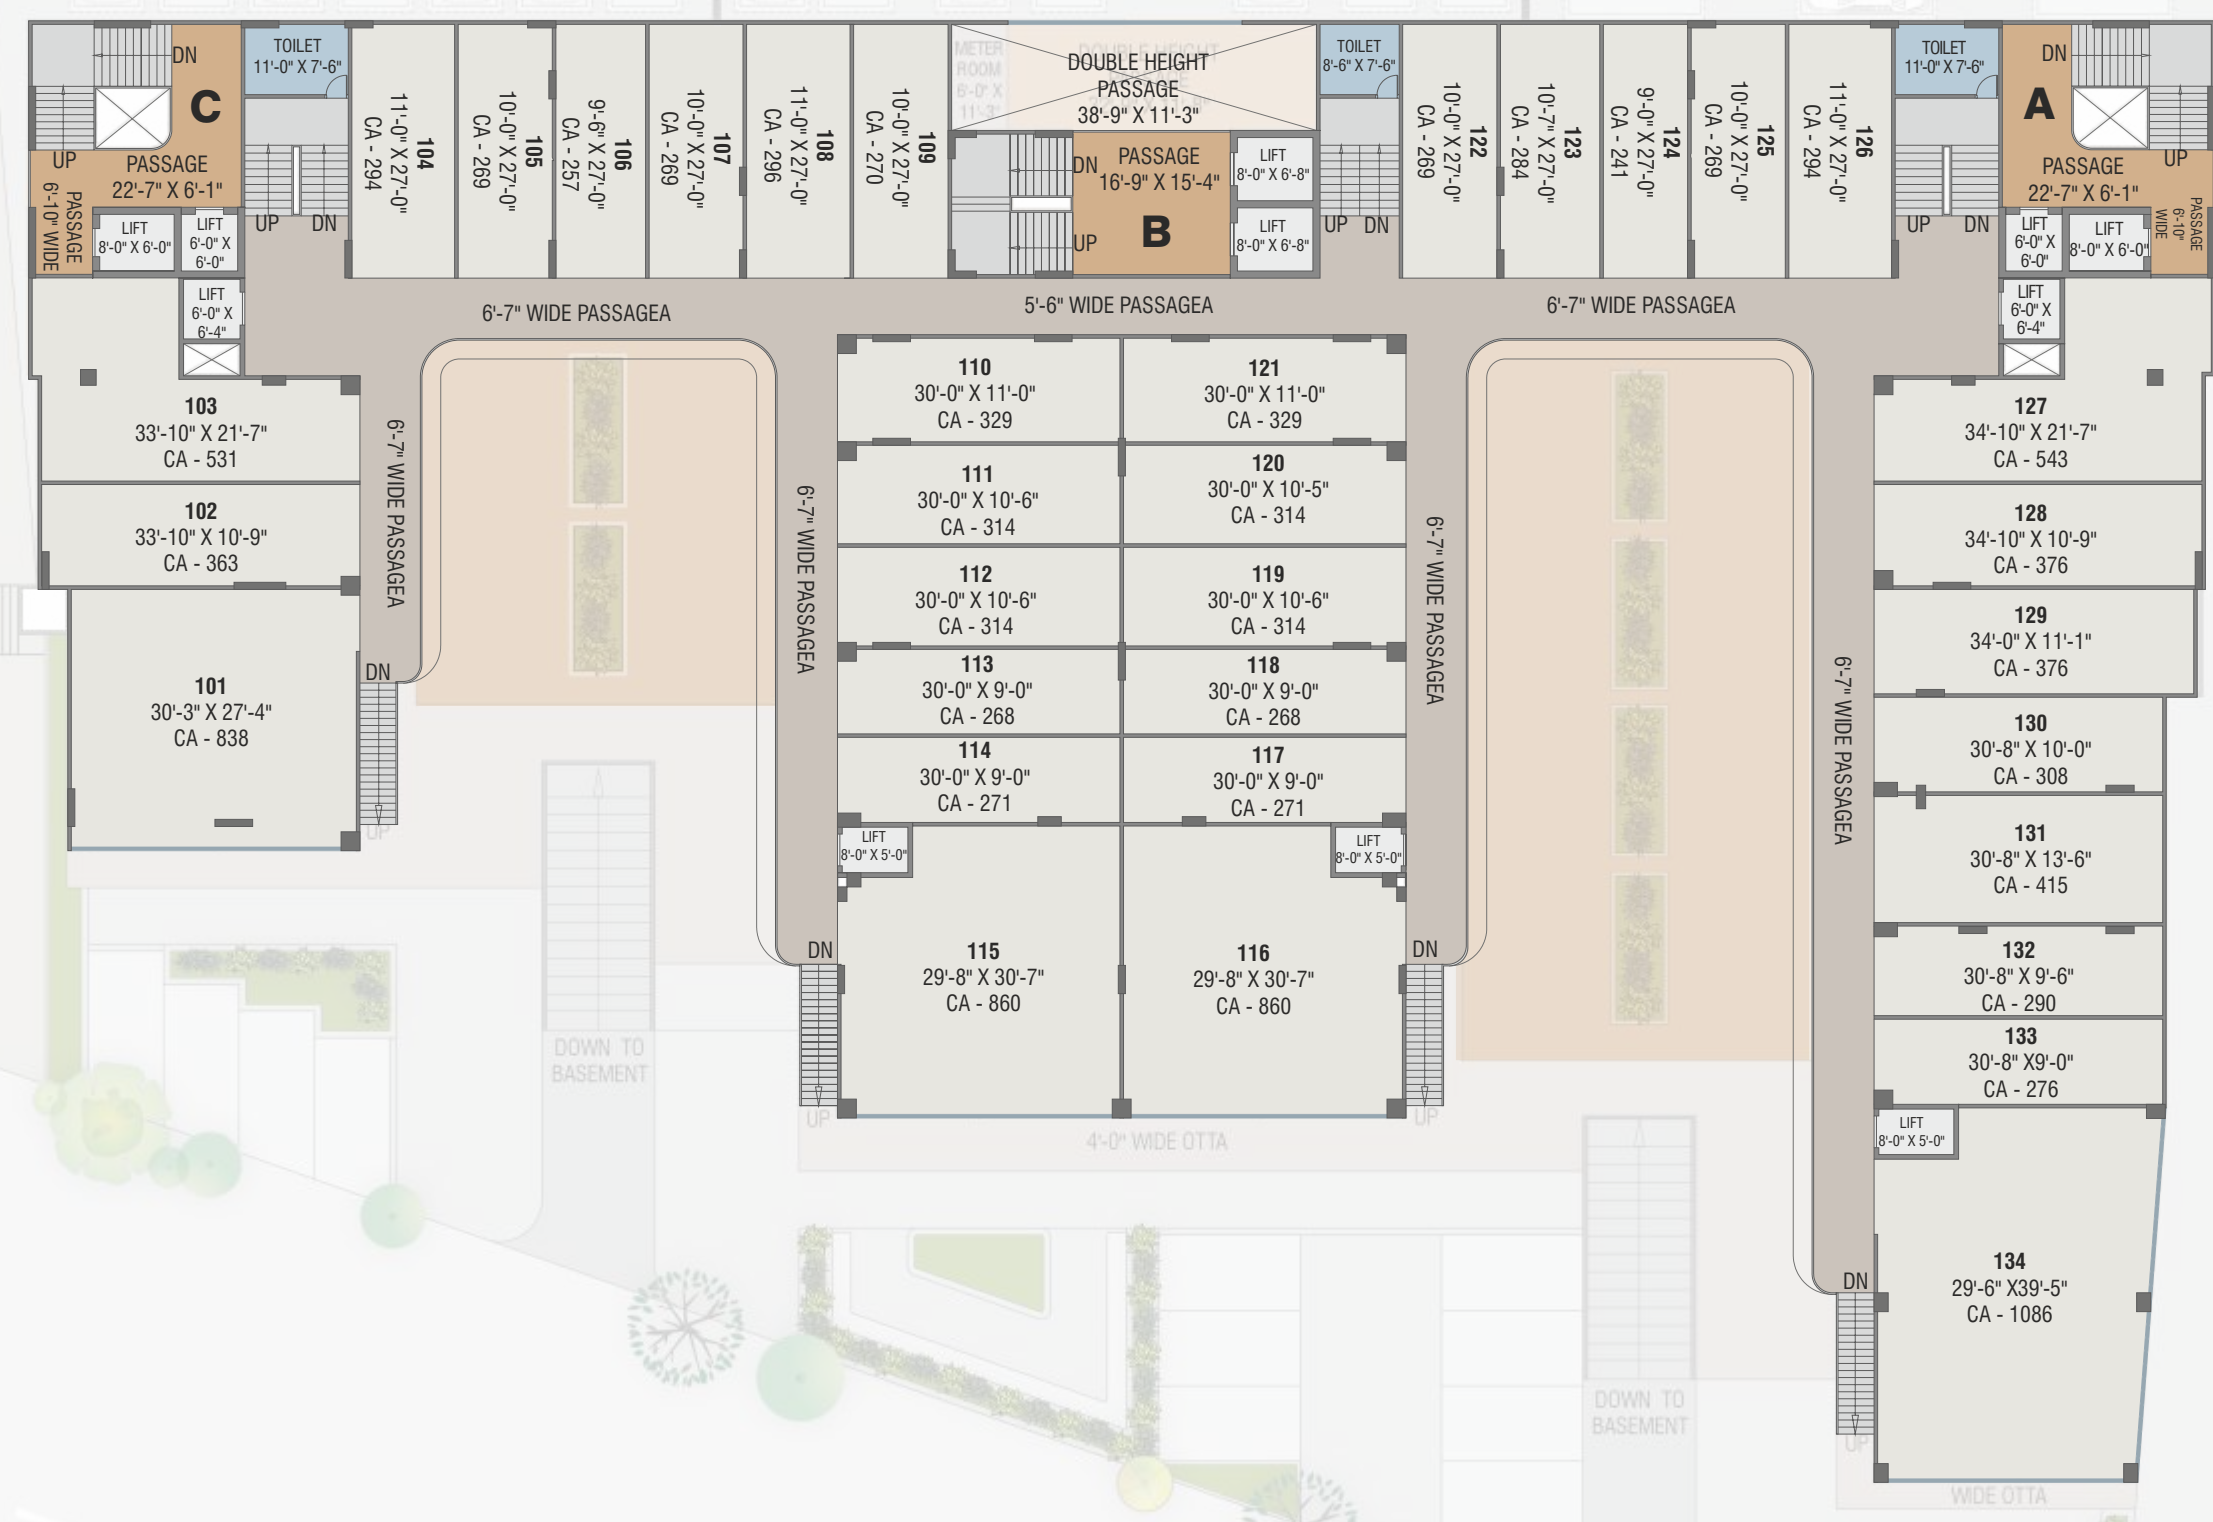 DN
C
UP
PASSAGE
22'-7" X 6'-1"
PASSAGE
6'-10" WIDE
LIFT
8'-0" X 6'-0"
LIFT
6'-0" X
6'-0"
LIFT
6'-0" X
6'-4"
TOILET
11'-0" X 7'-6"
UP
DN
104
11'-0" X 27'-0"
CA - 294
105
10'-0" X 27'-0"
CA - 269
106
9'-6" X 27'-0"
CA - 257
107
10'-0" X 27'-0"
CA - 269
108
11'-0" X 27'-0"
CA - 296
109
10'-0" X 27'-0"
CA - 270
METER
ROOM
6'-0" X
11'-3"
DOUBLE HEIGHT
PASSAGE
38'-9" X 11'-3"
DN
UP
PASSAGE
16'-9" X 15'-4"
B
LIFT
8'-0" X 6'-8"
LIFT
8'-0" X 6'-8"
TOILET
8'-6" X 7'-6"
UP
DN
122
10'-0" X 27'-0"
CA - 269
123
10'-7" X 27'-0"
CA - 284
124
9'-0" X 27'-0"
CA - 241
125
10'-0" X 27'-0"
CA - 269
126
11'-0" X 27'-0"
CA - 294
TOILET
11'-0" X 7'-6"
UP
DN
DN
A
UP
PASSAGE
22'-7" X 6'-1"
PASSAGE
6'-10"
WIDE
LIFT
6'-0" X
6'-0"
LIFT
8'-0" X 6'-0"
LIFT
6'-0" X
6'-4"
6'-7" WIDE PASSAGEA
5'-6" WIDE PASSAGEA
6'-7" WIDE PASSAGEA
103
33'-10" X 21'-7"
CA - 531
102
33'-10" X 10'-9"
CA - 363
101
30'-3" X 27'-4"
CA - 838
6'-7" WIDE PASSAGEA
DN
UP
6'-7" WIDE PASSAGEA
110
30'-0" X 11'-0"
CA - 329
121
30'-0" X 11'-0"
CA - 329
111
30'-0" X 10'-6"
CA - 314
120
30'-0" X 10'-5"
CA - 314
112
30'-0" X 10'-6"
CA - 314
119
30'-0" X 10'-6"
CA - 314
113
30'-0" X 9'-0"
CA - 268
118
30'-0" X 9'-0"
CA - 268
114
30'-0" X 9'-0"
CA - 271
117
30'-0" X 9'-0"
CA - 271
LIFT
8'-0" X 5'-0"
LIFT
8'-0" X 5'-0"
115
29'-8" X 30'-7"
CA - 860
116
29'-8" X 30'-7"
CA - 860
DN
UP
DN
UP
6'-7" WIDE PASSAGEA
6'-7" WIDE PASSAGEA
127
34'-10" X 21'-7"
CA - 543
128
34'-10" X 10'-9"
CA - 376
129
34'-0" X 11'-1"
CA - 376
130
30'-8" X 10'-0"
CA - 308
131
30'-8" X 13'-6"
CA - 415
132
30'-8" X 9'-6"
CA - 290
133
30'-8" X9'-0"
CA - 276
LIFT
8'-0" X 5'-0"
134
29'-6" X39'-5"
CA - 1086
DN
UP
DOWN TO
BASEMENT
4'-0" WIDE OTTA
DOWN TO
BASEMENT
WIDE OTTA